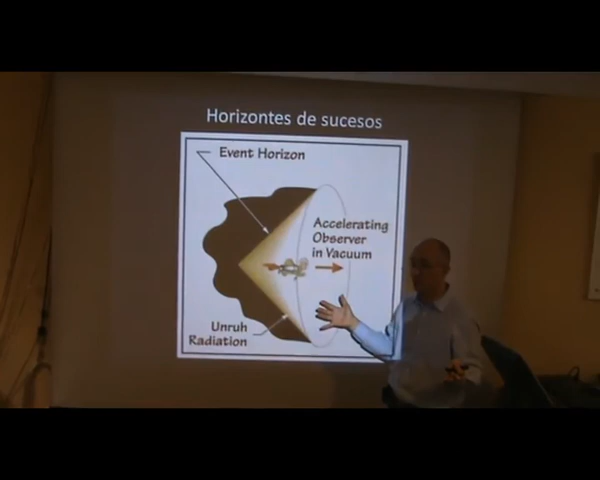 Horizontes de sucesos
Event Horizon
Accelerating
Observer
in Vacuum
Unruh
Radiation